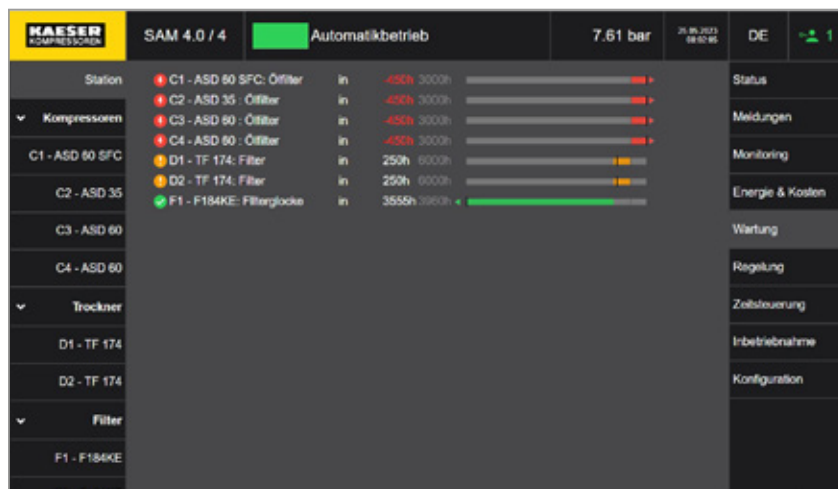 KAESER
KOMPRESSOREN
SAM 4.0 / 4
Automatikbetrieb
7.61 bar
25.05.2023
DE
1
Station
Kompressoren
C1 - ASD 60 SFC
C2 - ASD 35
C3 - ASD 60
C4 - ASD 60
Trockner
D1 - TF 174
D2 - TF 174
Filter
F1 - F184KE
C1 - ASD 60 SFC: Ölfilter in -450h 3000h
C2 - ASD 35 : Ölfilter in -450h 3000h
C3 - ASD 60 : Ölfilter in -450h 3000h
C4 - ASD 60 : Ölfilter in -450h 3000h
D1 - TF 174: Filter in 250h 6000h
D2 - TF 174: Filter in 250h 6000h
F1 - F184KE: Filterglocke in 3555h
Status
Meldungen
Monitoring
Energie & Kosten
Wartung
Regelung
Zeitsteuerung
Inbetriebnahme
Konfiguration